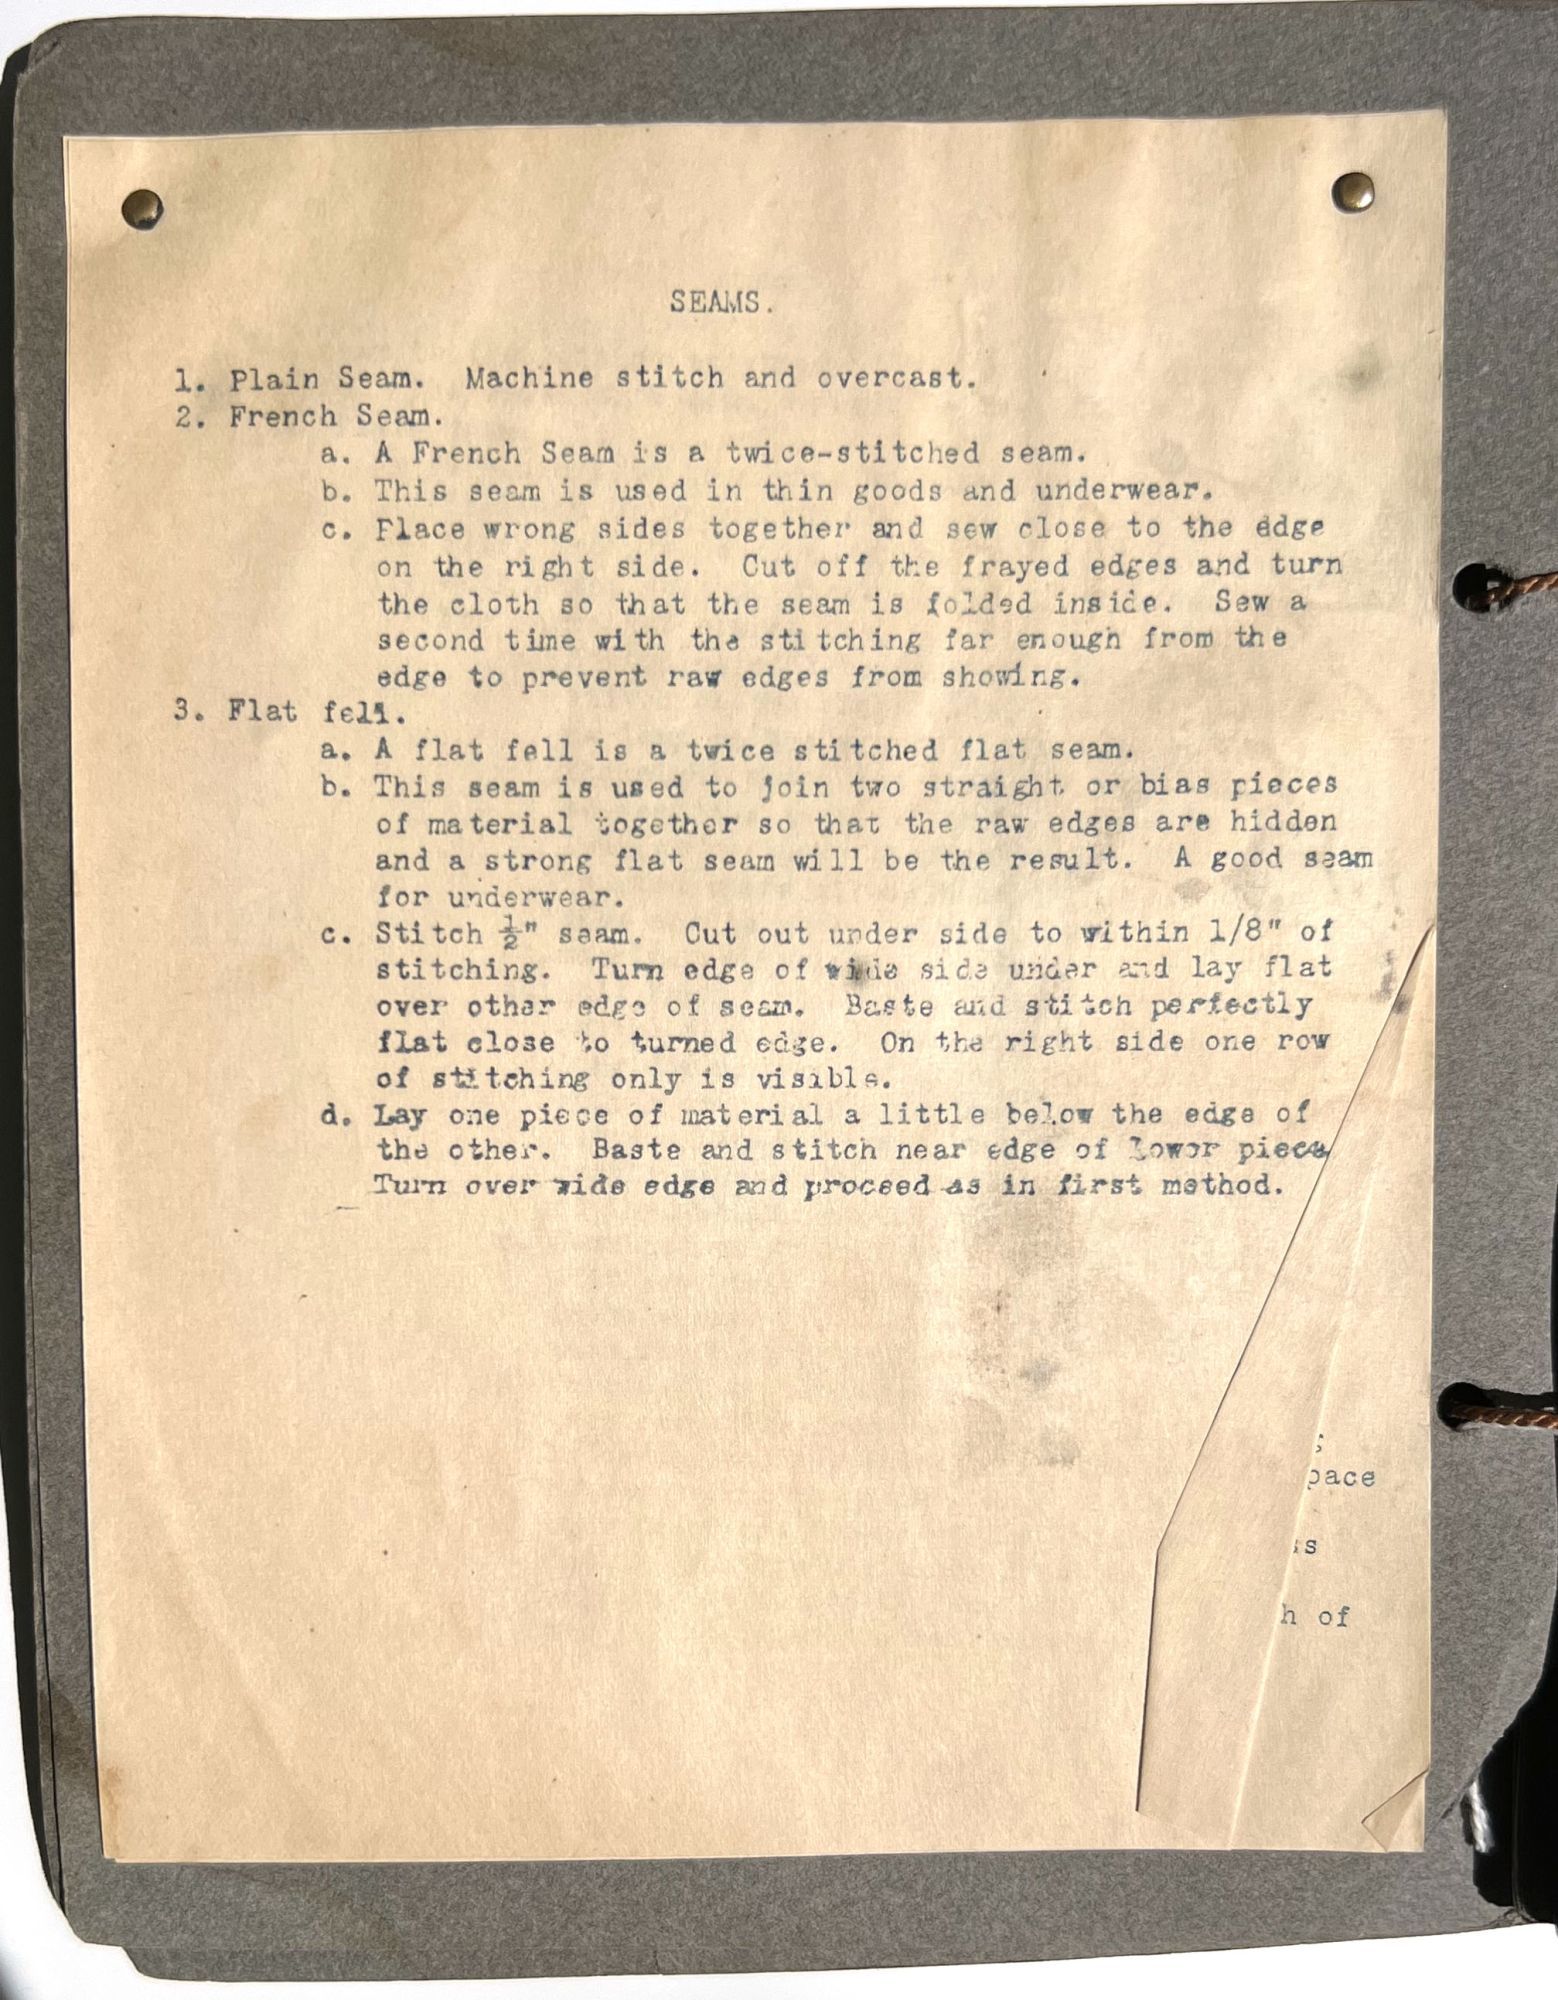 SEAMS.
1. Plain Seam. Machine stitch and overcast.
2. French Seam.
a. A French Seam is a twice-stitched seam.
b. This seam is used in thin goods and underwear.
c. Place wrong sides together and sew close to the edge
on the right side. Cut off the frayed edges and turn
the cloth so that the seam is folded inside. Sew a
second time with the stitching far enough from the
edge to prevent raw edges from showing.
3. Flat fell.
a. A flat fell is a twice stitched flat seam.
b. This seam is used to join two straight or bias pieces
of material together so that the raw edges are hidden
and a strong flat seam will be the result. A good seam
for underwear.
c. Stitch ½" seam. Cut out under side to within 1/8" of
stitching. Turn edge of wide side under and lay flat
over other edge of seam. Baste and stitch perfectly
flat close to turned edge. On the right side one row
of stitching only is visible.
d. Lay one piece of material a little below the edge of
the other. Baste and stitch near edge of lower piece
Turn over wide edge and proceed as in first method.
pace
h of